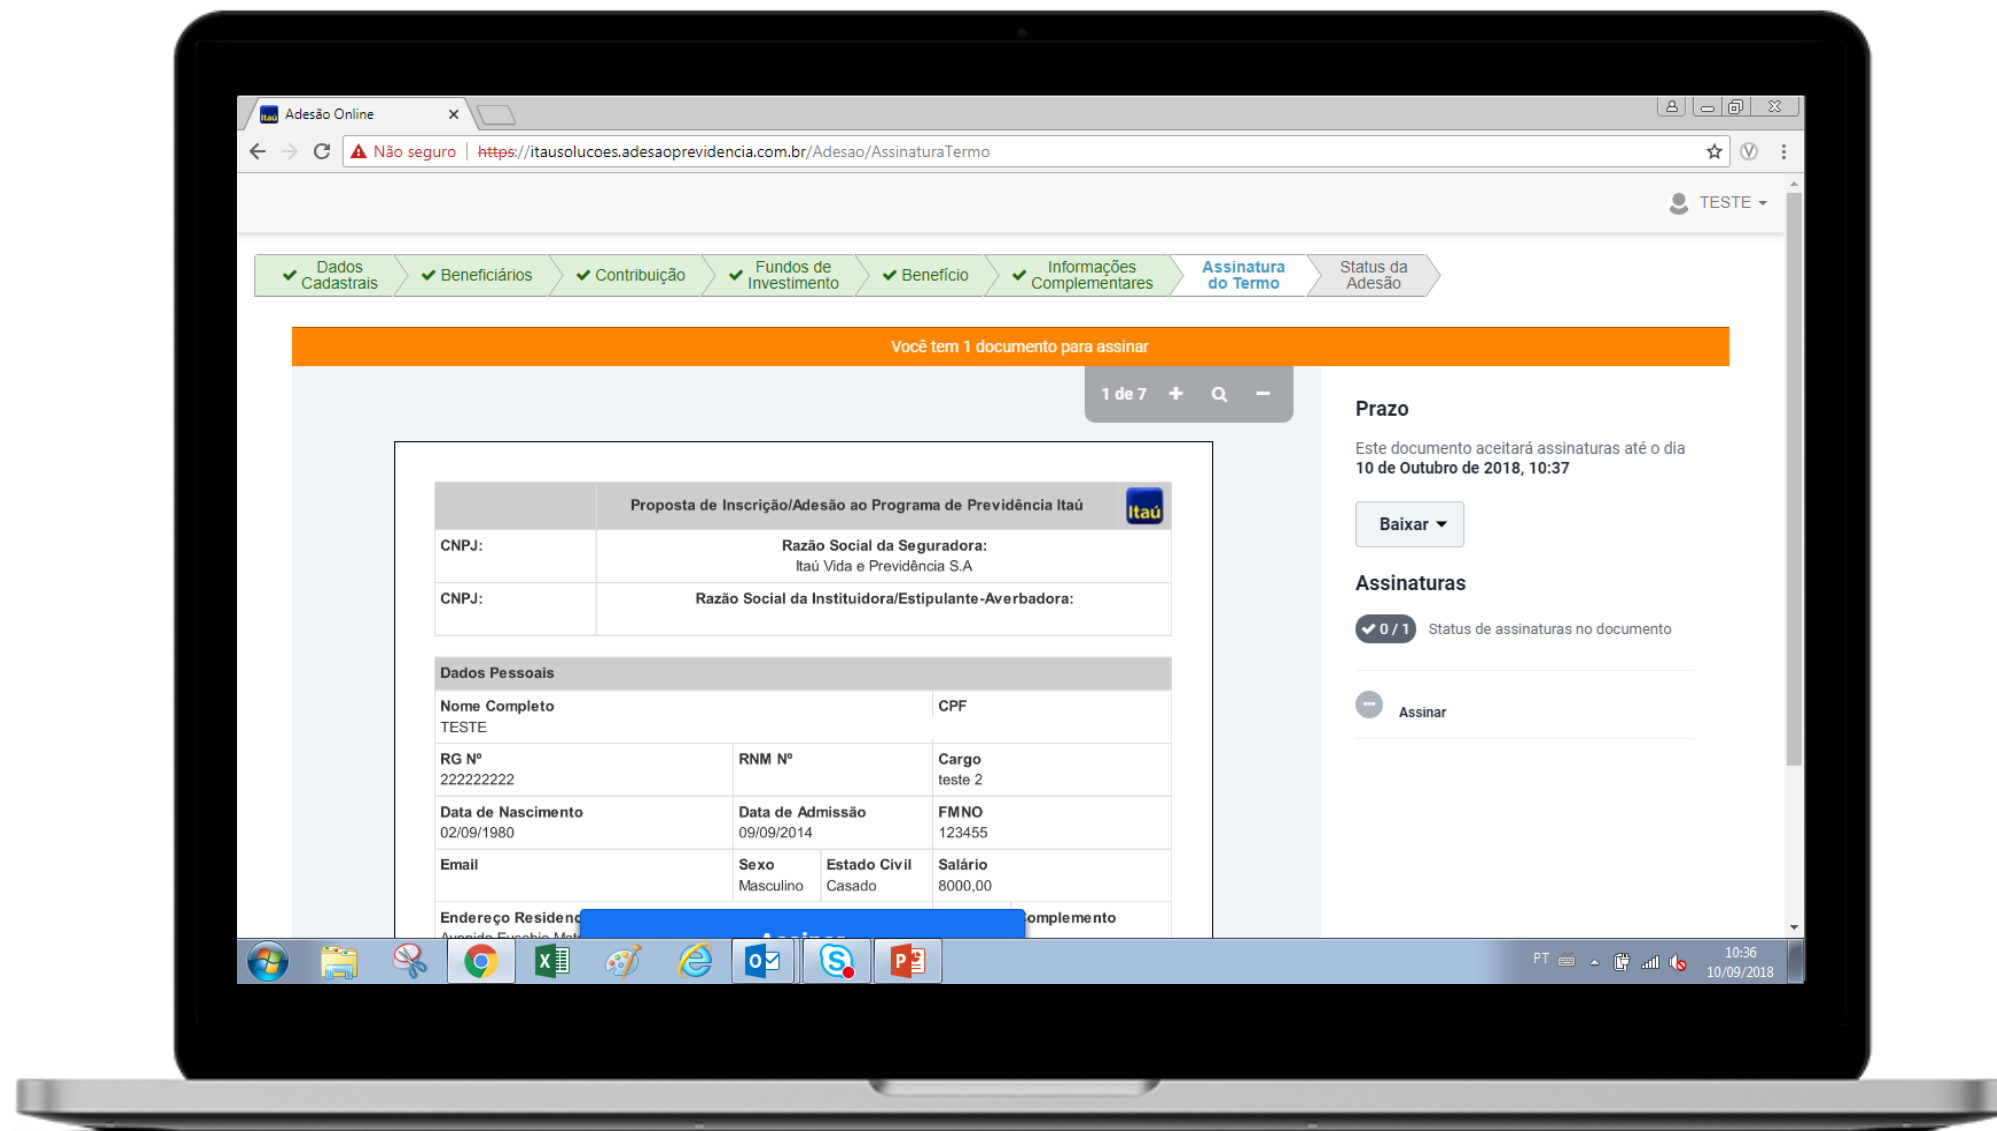 Itaú Adesão Online
Não seguro https://itausolucoes.adesaoprevidencia.com.br/Adesao/AssinaturaTermo
TESTE
Dados Cadastrais
Beneficiários
Contribuição
Fundos de Investimento
Benefício
Informações Complementares
Assinatura do Termo
Status da Adesão
Você tem 1 documento para assinar
1 de 7
Proposta de Inscrição/Adesão ao Programa de Previdência Itaú
Itaú
CNPJ:
Razão Social da Seguradora:
Itaú Vida e Previdência S.A
CNPJ:
Razão Social da Instituidora/Estipulante-Averbadora:
Dados Pessoais
Nome Completo
TESTE
CPF
RG Nº
222222222
RNM Nº
Cargo
teste 2
Data de Nascimento
02/09/1980
Data de Admissão
09/09/2014
FMNO
123455
Email
Sexo
Masculino
Estado Civil
Casado
Salário
8000,00
Endereço Residenc
omplemento
Prazo
Este documento aceitará assinaturas até o dia
10 de Outubro de 2018, 10:37
Baixar
Assinaturas
0 / 1 Status de assinaturas no documento
Assinar
PT
10:36
10/09/2018